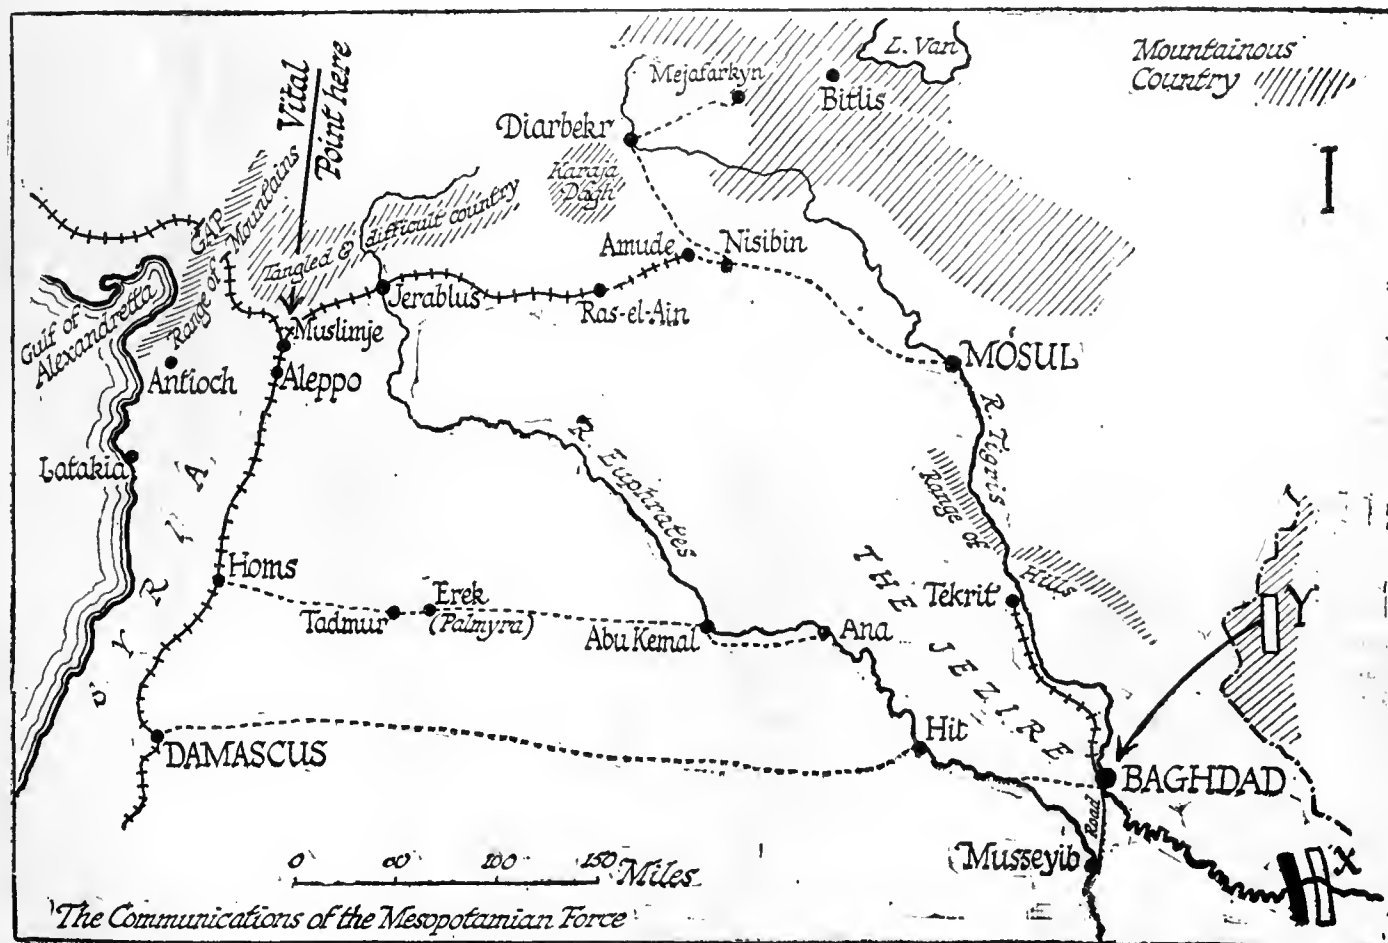 Mountainous
Country
L. Van
Mejafarkyn
Bitlis
Vital
Point here
Diarbekr
Karaja
Dagh
I
GAP
Range of Mountains
Tangled & difficult country
Amude
Nisibin
Gulf of
Alexandretta
Jerablus
Ras-el-Ain
Muslimje
MOSUL
Antioch
Aleppo
R. Tigris
Latakia
R. Euphrates
Range of
Hills
SYRIA
Homs
Erek
(Palmyra)
Tadmur
Abu Kemal
Ana
THE JEZIRE
Tekrit
Y
DAMASCUS
Hit
BAGHDAD
Road
Musseyib
X
0 100 150 Miles
The Communications of the Mesopotamian Force